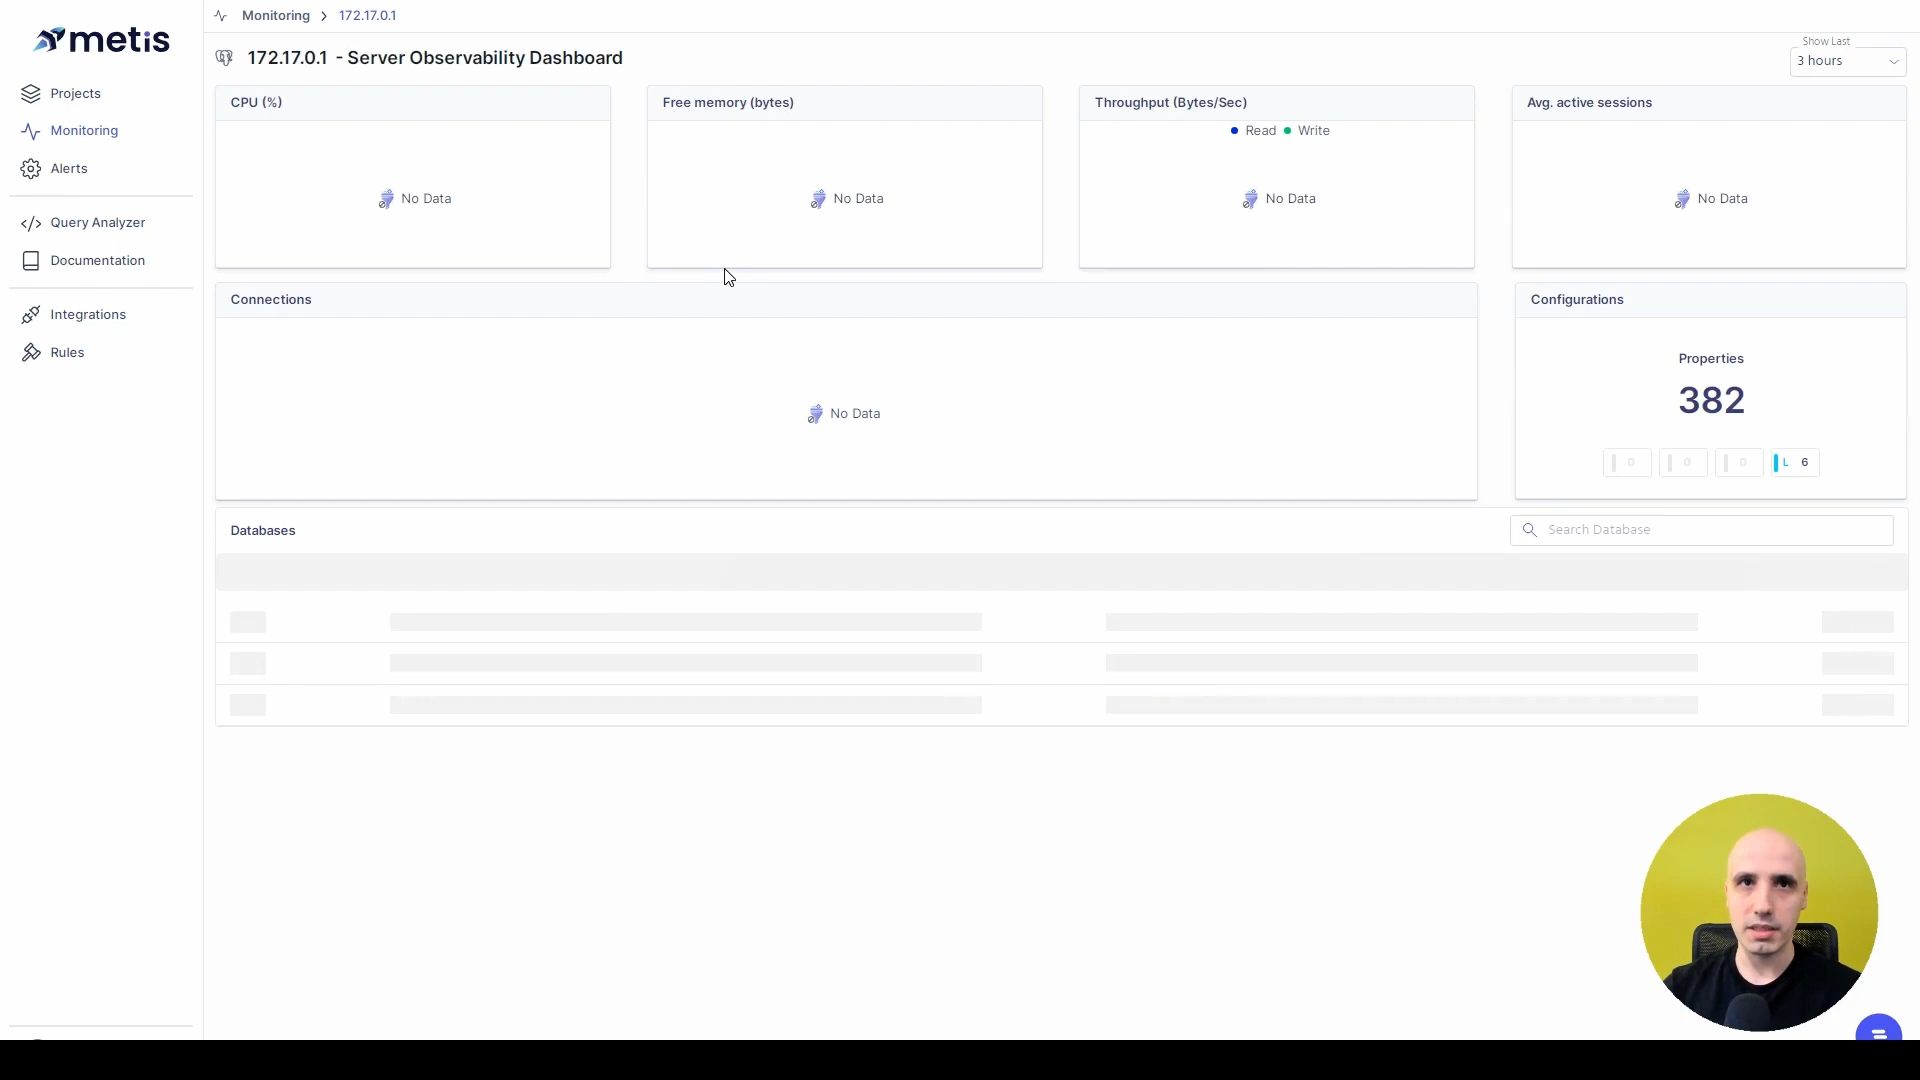 Monitoring > 172.17.0.1
metis
172.17.0.1 - Server Observability Dashboard
Show Last
3 hours
Projects
Monitoring
Alerts
Query Analyzer
Documentation
Integrations
Rules
CPU (%)
No Data
Free memory (bytes)
No Data
Throughput (Bytes/Sec)
Read Write
No Data
Avg. active sessions
No Data
Connections
No Data
Configurations
Properties
382
0 0 0 L 6
Databases
Search Database